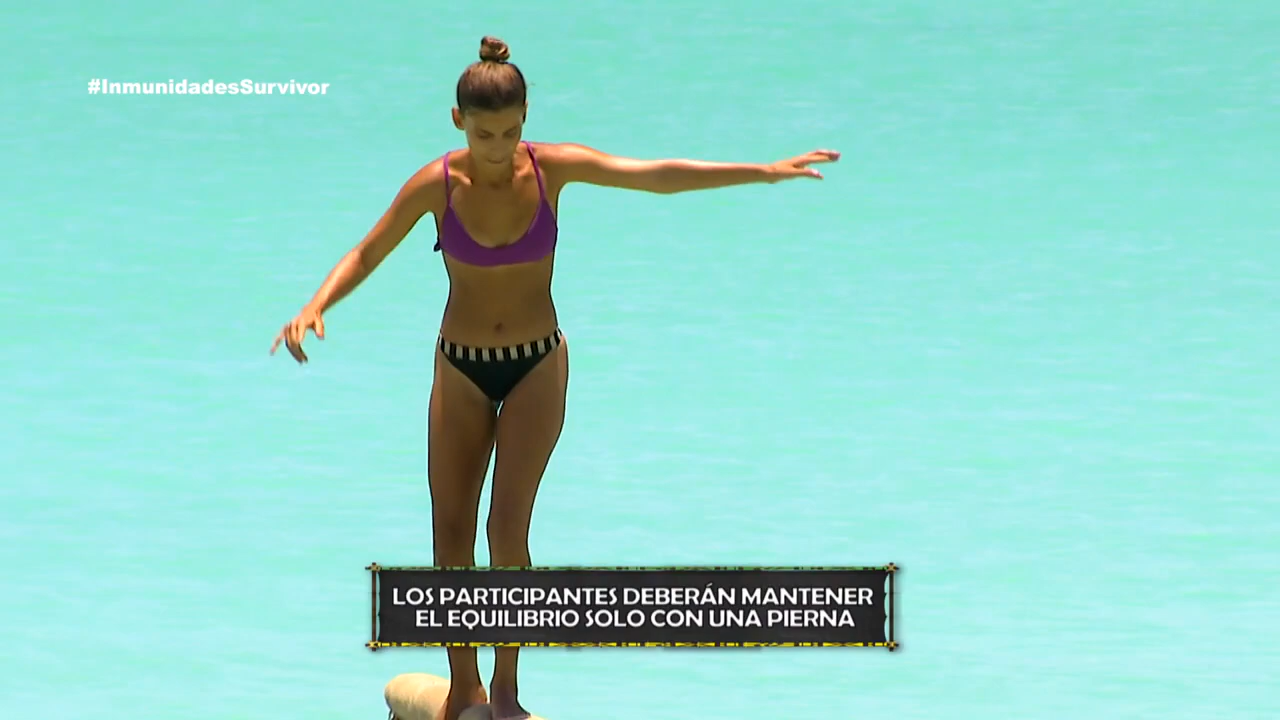 #InmunidadesSurvivor
LOS PARTICIPANTES DEBERÁN MANTENER
EL EQUILIBRIO SOLO CON UNA PIERNA